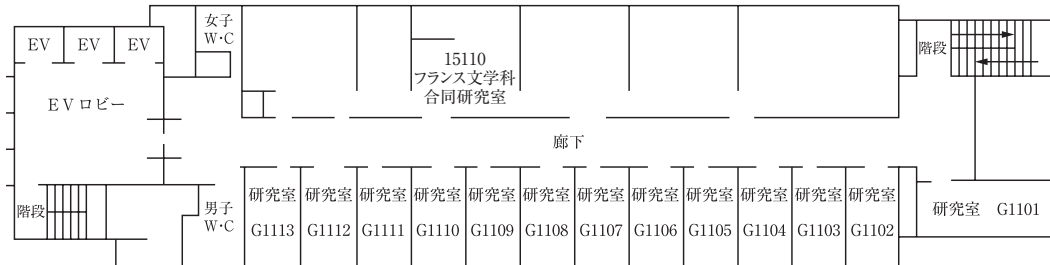 女子
W･C
EV
EV
EV
階段
15110
フランス文学科
合同研究室
EVロビー
廊下
階段
男子
W･C
研究室
G1113
研究室
G1112
研究室
G1111
研究室
G1110
研究室
G1109
研究室
G1108
研究室
G1107
研究室
G1106
研究室
G1105
研究室
G1104
研究室
G1103
研究室
G1102
研究室 G1101